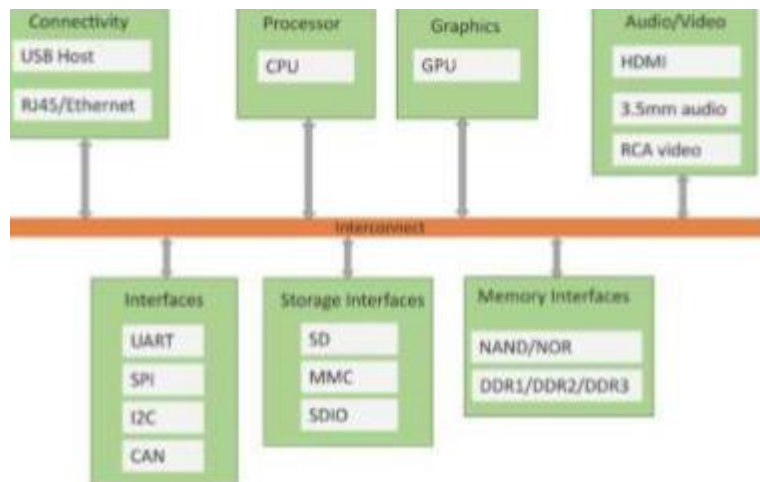 Connectivity
USB Host
RJ45/Ethernet
Processor
CPU
Graphics
GPU
Audio/Video
HDMI
3.5mm audio
RCA video
Interconnect
Interfaces
UART
SPI
I2C
CAN
Storage Interfaces
SD
MMC
SDIO
Memory Interfaces
NAND/NOR
DDR1/DDR2/DDR3